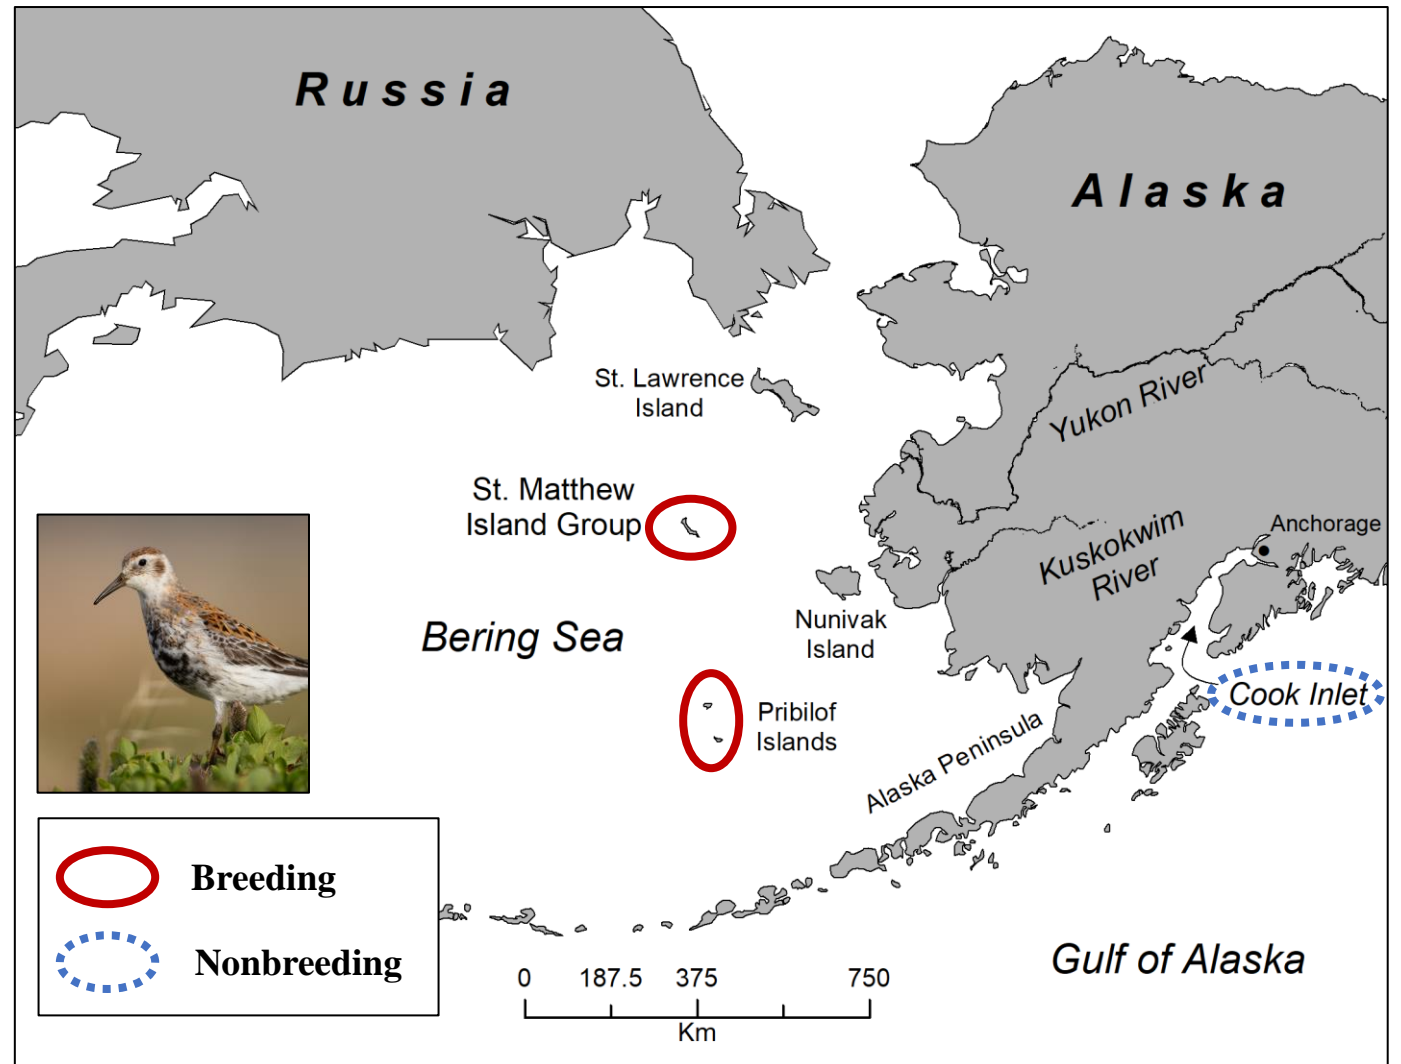 Russia
Alaska
St. Lawrence
Island
Yukon River
St. Matthew
Island Group
Kuskokwim
River
Anchorage
Nunivak
Island
Bering Sea
Cook Inlet
Pribilof
Islands
Alaska Peninsula
Breeding
Nonbreeding
Gulf of Alaska
0 187.5 375 750
Km